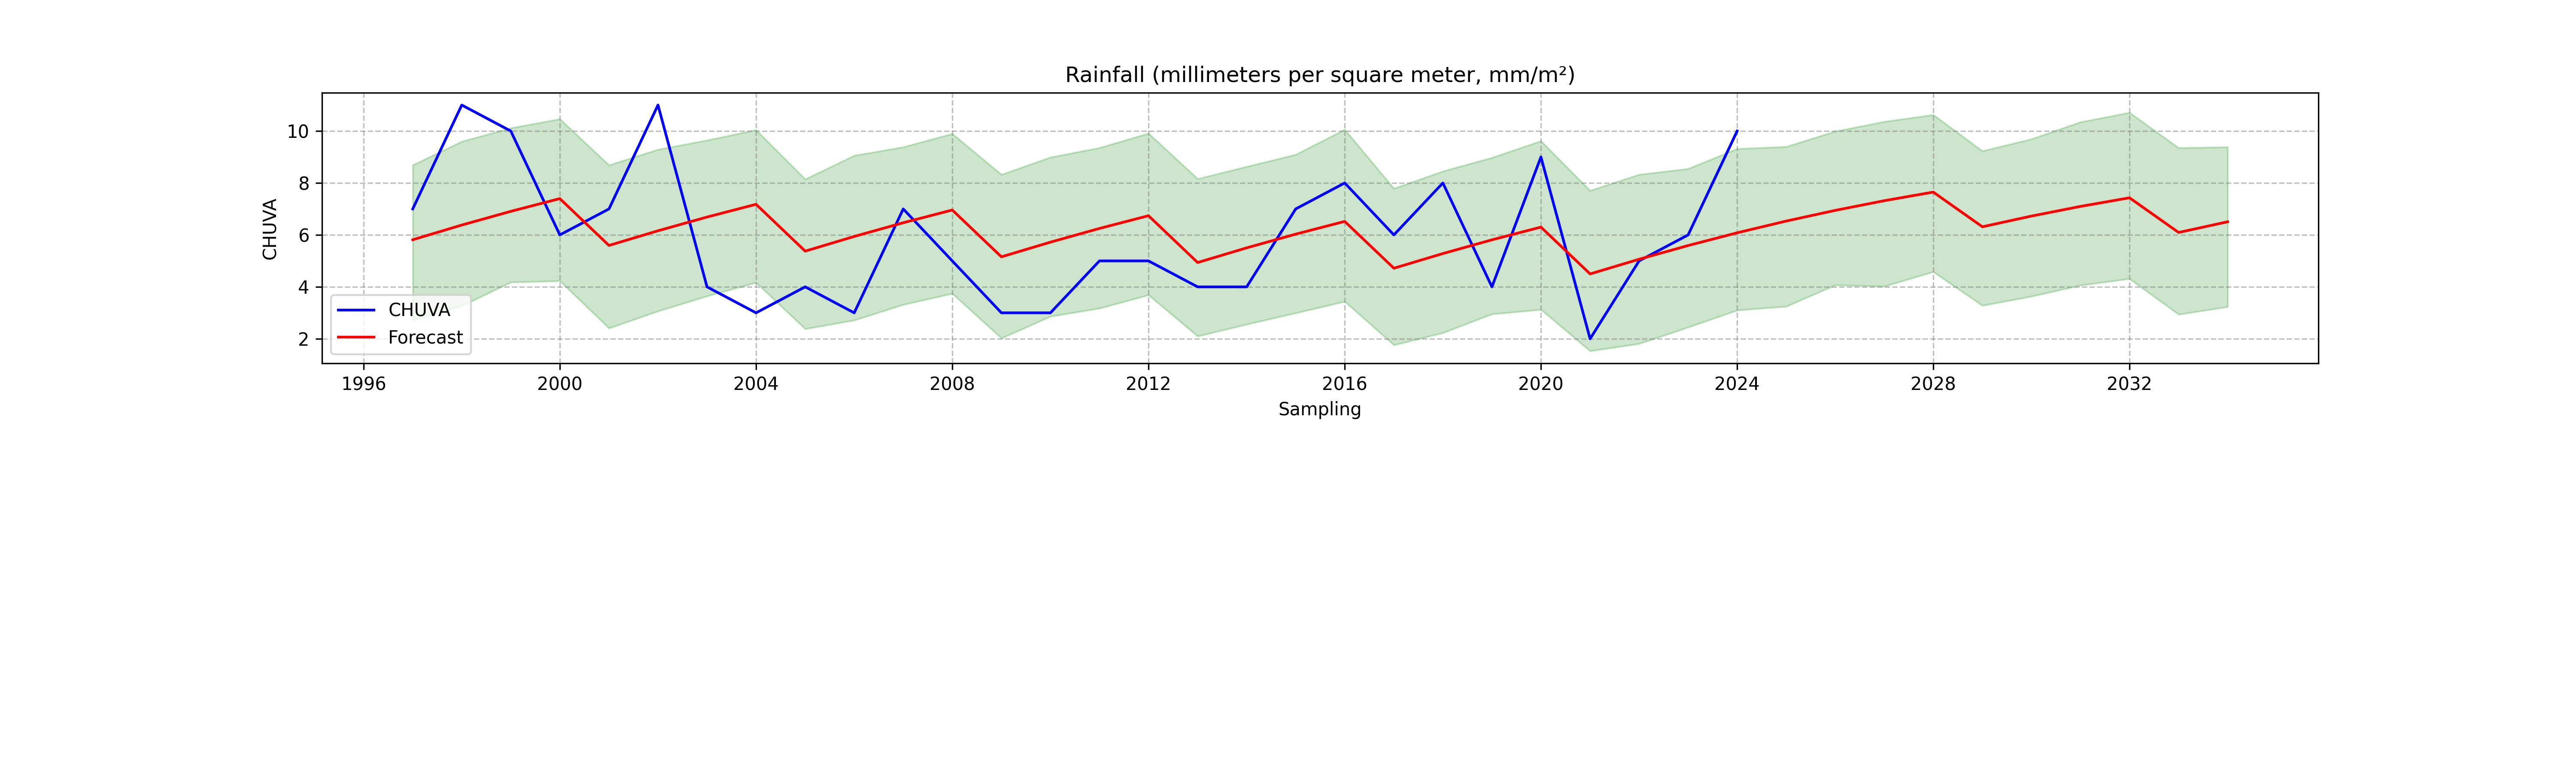 Rainfall (millimeters per square meter, mm/m²)
CHUVA
10
8
6
4
2
CHUVA
Forecast
1996 2000 2004 2008 2012 2016 2020 2024 2028 2032
Sampling